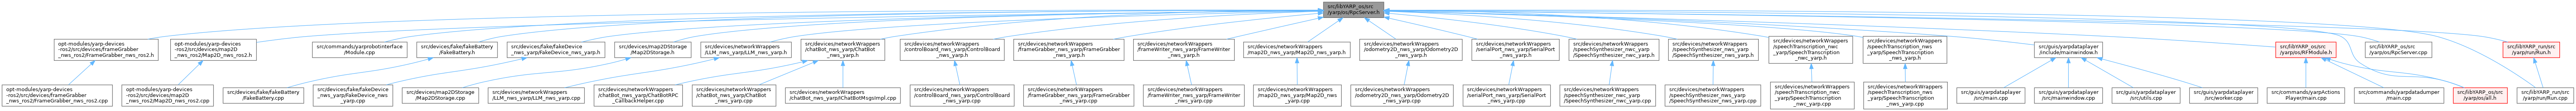 src/libYARP_os/src
/yarp/os/RpcServer.h
opt-modules/yarp-devices
-ros2/src/devices/frameGrabber
_nws_ros2/FrameGrabber_nws_ros2.h
opt-modules/yarp-devices
-ros2/src/devices/map2D
_nws_ros2/Map2D_nws_ros2.h
src/commands/yarprobotinterface
/Module.cpp
src/devices/fake/fakeBattery
/FakeBattery.h
src/devices/fake/fakeDevice
_nws_yarp/FakeDevice_nws_yarp.h
src/devices/map2DStorage
/Map2DStorage.h
src/devices/networkWrappers
/LLM_nws_yarp/LLM_nws_yarp.h
src/devices/networkWrappers
/chatBot_nws_yarp/ChatBot
_nws_yarp.h
src/devices/networkWrappers
/controlBoard_nws_yarp/ControlBoard
_nws_yarp.h
src/devices/networkWrappers
/frameGrabber_nws_yarp/FrameGrabber
_nws_yarp.h
src/devices/networkWrappers
/frameWriter_nws_yarp/FrameWriter
_nws_yarp.h
src/devices/networkWrappers
/map2D_nws_yarp/Map2D_nws_yarp.h
src/devices/networkWrappers
/odometry2D_nws_yarp/Odometry2D
_nws_yarp.h
src/devices/networkWrappers
/serialPort_nws_yarp/SerialPort
_nws_yarp.h
src/devices/networkWrappers
/speechSynthesizer_nwc_yarp
/SpeechSynthesizer_nwc_yarp.h
src/devices/networkWrappers
/speechSynthesizer_nws_yarp
/SpeechSynthesizer_nws_yarp.h
src/devices/networkWrappers
/speechTranscription_nwc
_yarp/SpeechTranscription
_nwc_yarp.h
src/devices/networkWrappers
/speechTranscription_nws
_yarp/SpeechTranscription
_nws_yarp.h
src/guis/yarpdataplayer
/include/mainwindow.h
src/libYARP_os/src
/yarp/os/RFModule.h
src/libYARP_os/src
/yarp/os/RpcServer.cpp
src/libYARP_run/src
/yarp/run/Run.h
opt-modules/yarp-devices
-ros2/src/devices/frameGrabber
_nws_ros2/FrameGrabber_nws_ros2.cpp
opt-modules/yarp-devices
-ros2/src/devices/map2D
_nws_ros2/Map2D_nws_ros2.cpp
src/devices/fake/fakeBattery
/FakeBattery.cpp
src/devices/fake/fakeDevice
_nws_yarp/FakeDevice_nws
_yarp.cpp
src/devices/map2DStorage
/Map2DStorage.cpp
src/devices/networkWrappers
/LLM_nws_yarp/LLM_nws_yarp.cpp
src/devices/networkWrappers
/chatBot_nws_yarp/ChatBotRPC
_CallbackHelper.cpp
src/devices/networkWrappers
/chatBot_nws_yarp/ChatBot
_nws_yarp.cpp
src/devices/networkWrappers
/chatBot_nws_yarp/IChatBotMsgsImpl.cpp
src/devices/networkWrappers
/controlBoard_nws_yarp/ControlBoard
_nws_yarp.cpp
src/devices/networkWrappers
/frameGrabber_nws_yarp/FrameGrabber
_nws_yarp.cpp
src/devices/networkWrappers
/frameWriter_nws_yarp/FrameWriter
_nws_yarp.cpp
src/devices/networkWrappers
/map2D_nws_yarp/Map2D_nws
_yarp.cpp
src/devices/networkWrappers
/odometry2D_nws_yarp/Odometry2D
_nws_yarp.cpp
src/devices/networkWrappers
/serialPort_nws_yarp/SerialPort
_nws_yarp.cpp
src/devices/networkWrappers
/speechSynthesizer_nwc_yarp
/SpeechSynthesizer_nwc_yarp.cpp
src/devices/networkWrappers
/speechSynthesizer_nws_yarp
/SpeechSynthesizer_nws_yarp.cpp
src/devices/networkWrappers
/speechTranscription_nwc
_yarp/SpeechTranscription
_nwc_yarp.cpp
src/devices/networkWrappers
/speechTranscription_nws
_yarp/SpeechTranscription
_nws_yarp.cpp
src/guis/yarpdataplayer
/src/main.cpp
src/guis/yarpdataplayer
/src/mainwindow.cpp
src/guis/yarpdataplayer
/src/utils.cpp
src/guis/yarpdataplayer
/src/worker.cpp
src/commands/yarpActions
Player/main.cpp
src/commands/yarpdatadumper
/main.cpp
src/libYARP_os/src
/yarp/os/all.h
src/libYARP_run/src
/yarp/run/Run.cpp